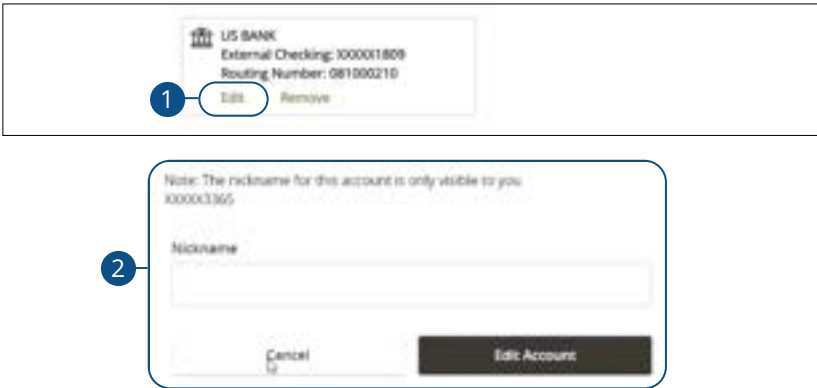 US BANK
External Checking: XXXXX1809
Routing Number: 081000210
1
Edit Remove
Note: The nickname for this account is only visible to you
XXXXX3365
Nickname
2
Cancel Edit Account